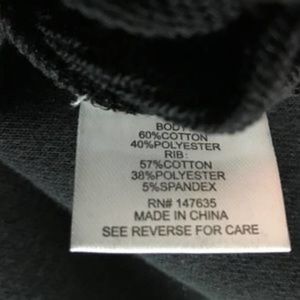 BODY:
60%COTTON
40%POLYESTER
RIB:
57%COTTON
38%POLYESTER
5%SPANDEX
RN# 147635
MADE IN CHINA
SEE REVERSE FOR CARE